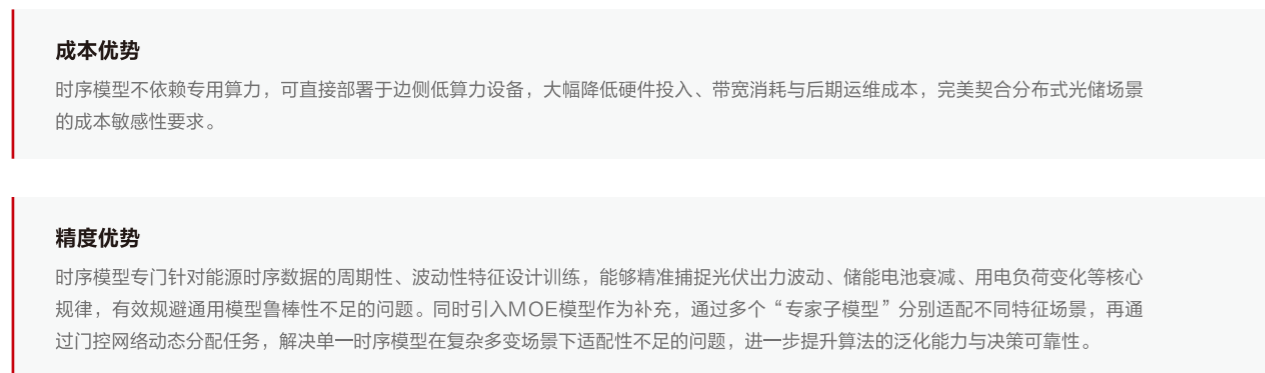 成本优势
时序模型不依赖专用算力，可直接部署于边侧低算力设备，大幅降低硬件投入、带宽消耗与后期运维成本，完美契合分布式光储场景
的成本敏感性要求。
精度优势
时序模型专门针对能源时序数据的周期性、波动性特征设计训练，能够精准捕捉光伏出力波动、储能电池衰减、用电负荷变化等核心
规律，有效规避通用模型鲁棒性不足的问题。同时引入MOE模型作为补充，通过多个“专家子模型”分别适配不同特征场景，再通
过门控网络动态分配任务，解决单一时序模型在复杂多变场景下适配性不足的问题，进一步提升算法的泛化能力与决策可靠性。